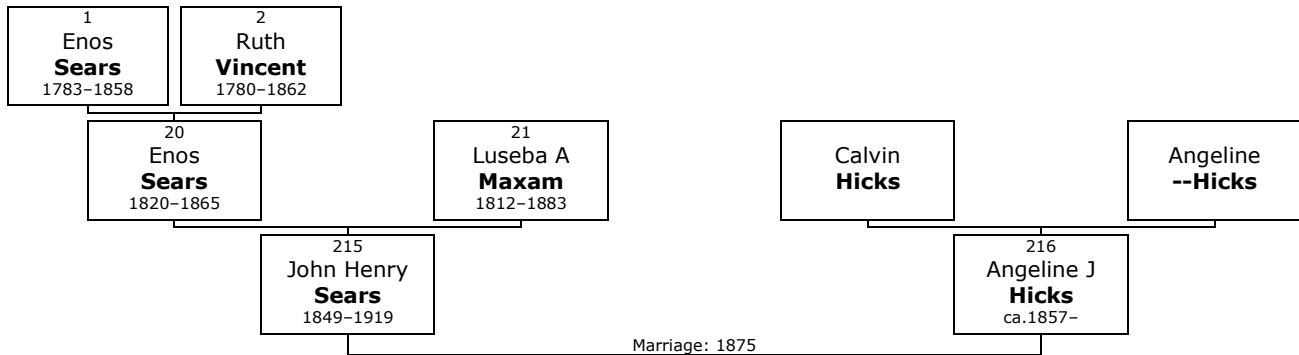 1
Enos
Sears
1783–1858
2
Ruth
Vincent
1780–1862
20
Enos
Sears
1820–1865
21
Luseba A
Maxam
1812–1883
Calvin
Hicks
Angeline
--Hicks
215
John Henry
Sears
1849–1919
216
Angeline J
Hicks
ca.1857–
Marriage: 1875